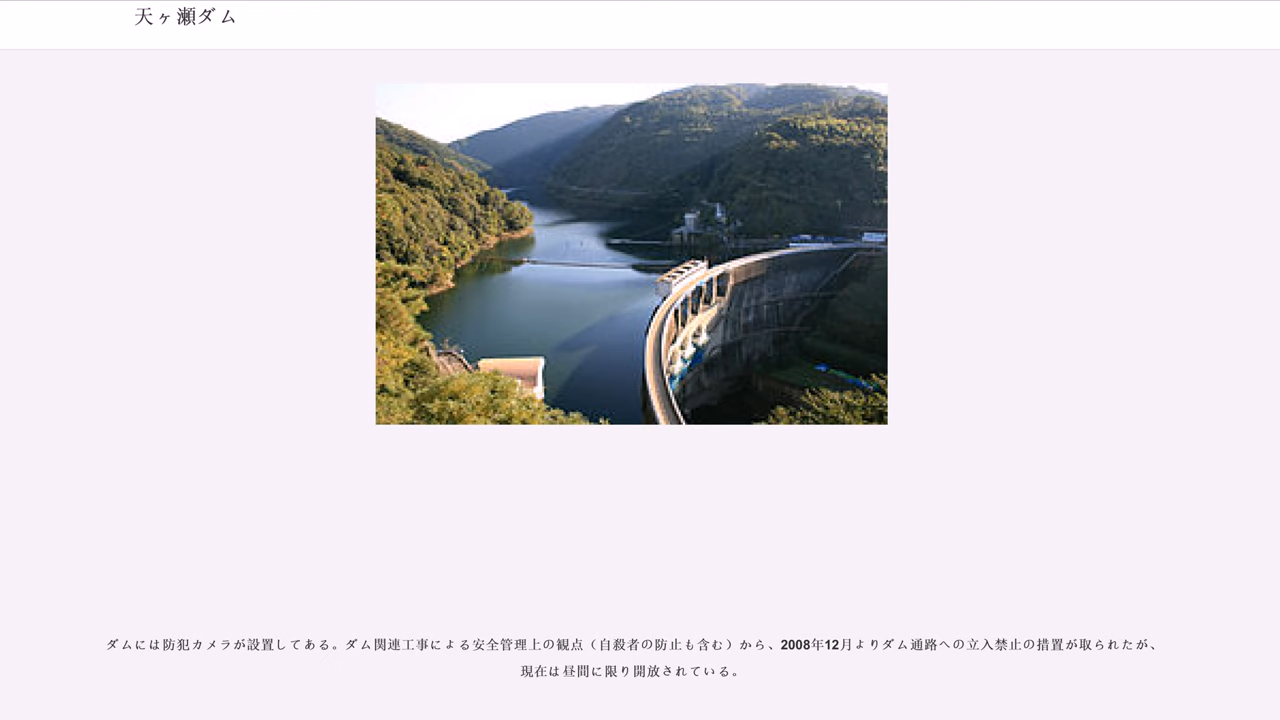 天ヶ瀬ダム
ダムには防犯カメラが設置してある。ダム関連工事による安全管理上の観点（自殺者の防止も含む）から、2008年12月よりダム通路への立入禁止の措置が取られたが、
現在は昼間に限り開放されている。